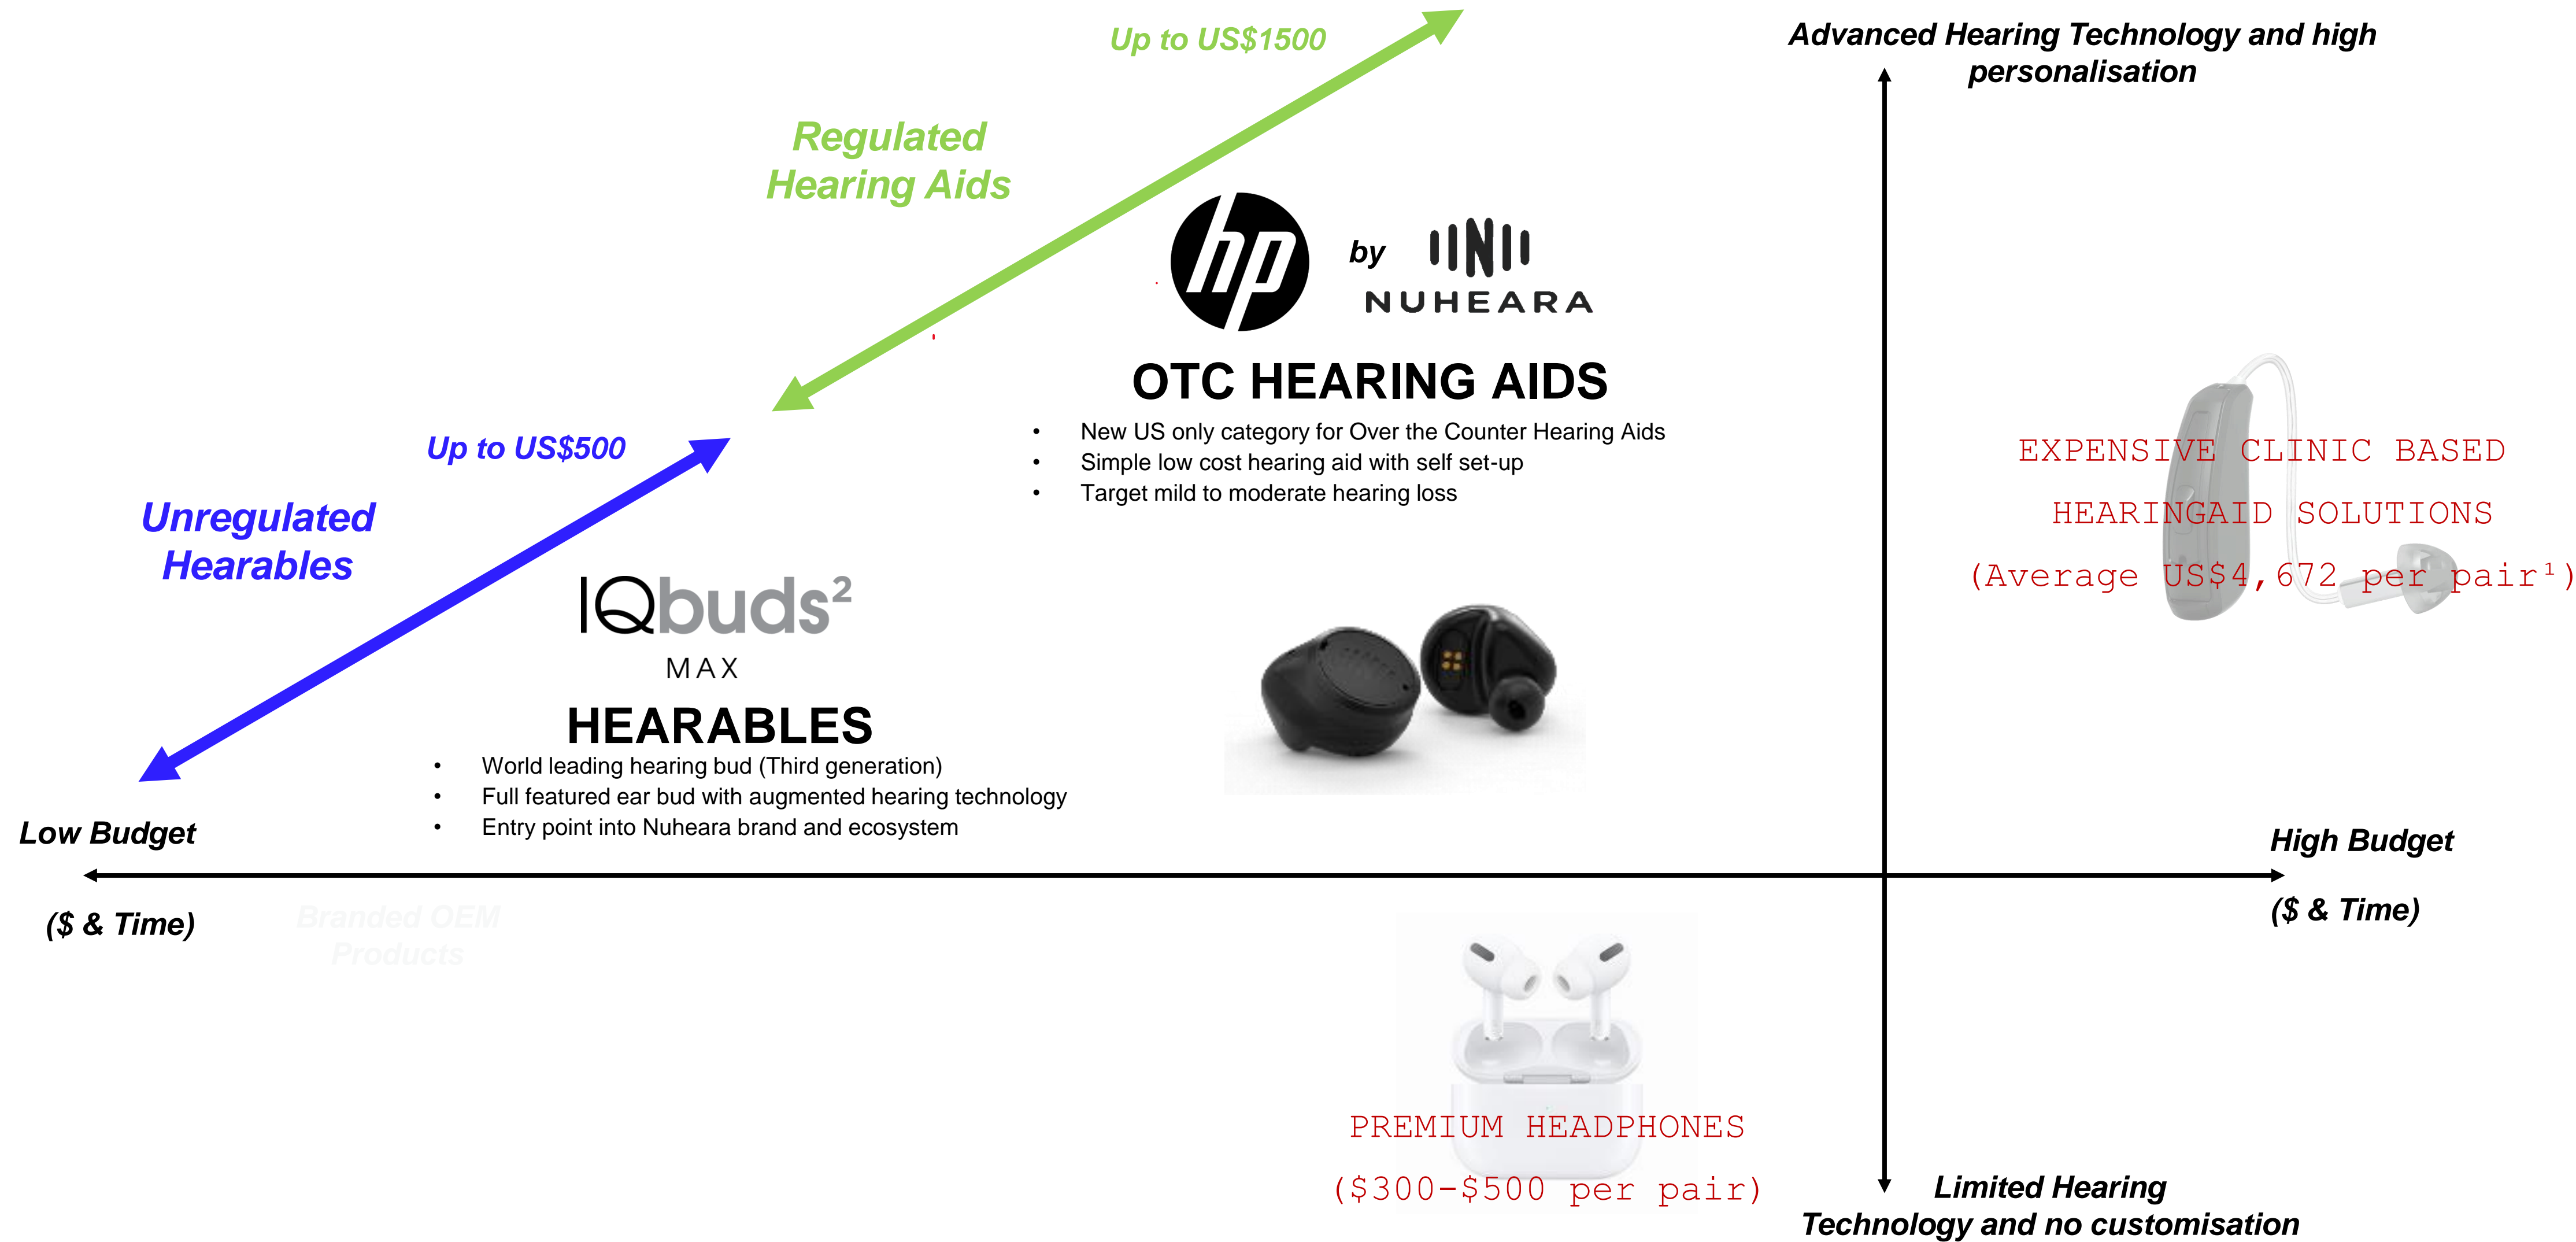 Up to US$1500
Advanced Hearing Technology and high
personalisation
Regulated
Hearing Aids
hp
by
NUHEARA
OTC HEARING AIDS
• New US only category for Over the Counter Hearing Aids
• Simple low cost hearing aid with self set-up
• Target mild to moderate hearing loss
EXPENSIVE CLINIC BASED
HEARINGAID SOLUTIONS
(Average US$4,672 per pair¹)
Up to US$500
Unregulated
Hearables
IQbuds²
MAX
HEARABLES
• World leading hearing bud (Third generation)
• Full featured ear bud with augmented hearing technology
• Entry point into Nuheara brand and ecosystem
Low Budget
($ & Time)
High Budget
($ & Time)
Branded OEM
Products
PREMIUM HEADPHONES
($300-$500 per pair)
Limited Hearing
Technology and no customisation